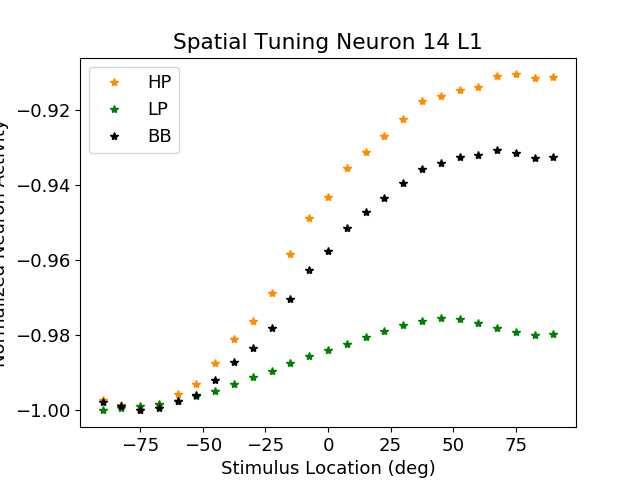 Spatial Tuning Neuron 14 L1
HP
LP
BB
Normalized Neuron Activity
−0.92
−0.94
−0.96
−0.98
−1.00
−75
−50
−25
0
25
50
75
Stimulus Location (deg)